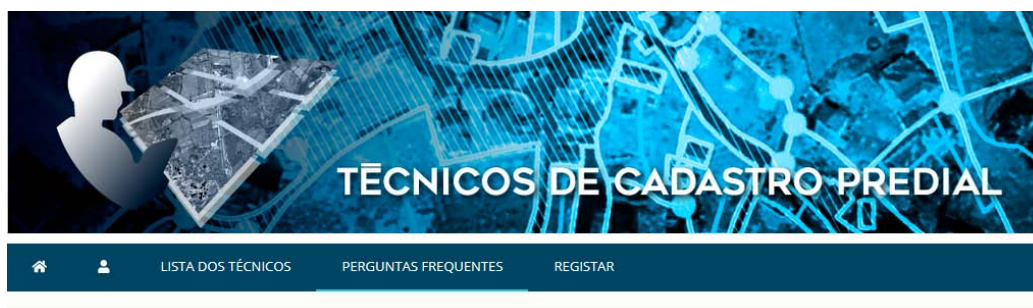 TÉCNICOS DE CADASTRO PREDIAL
LISTA DOS TÉCNICOS PERGUNTAS FREQUENTES REGISTAR